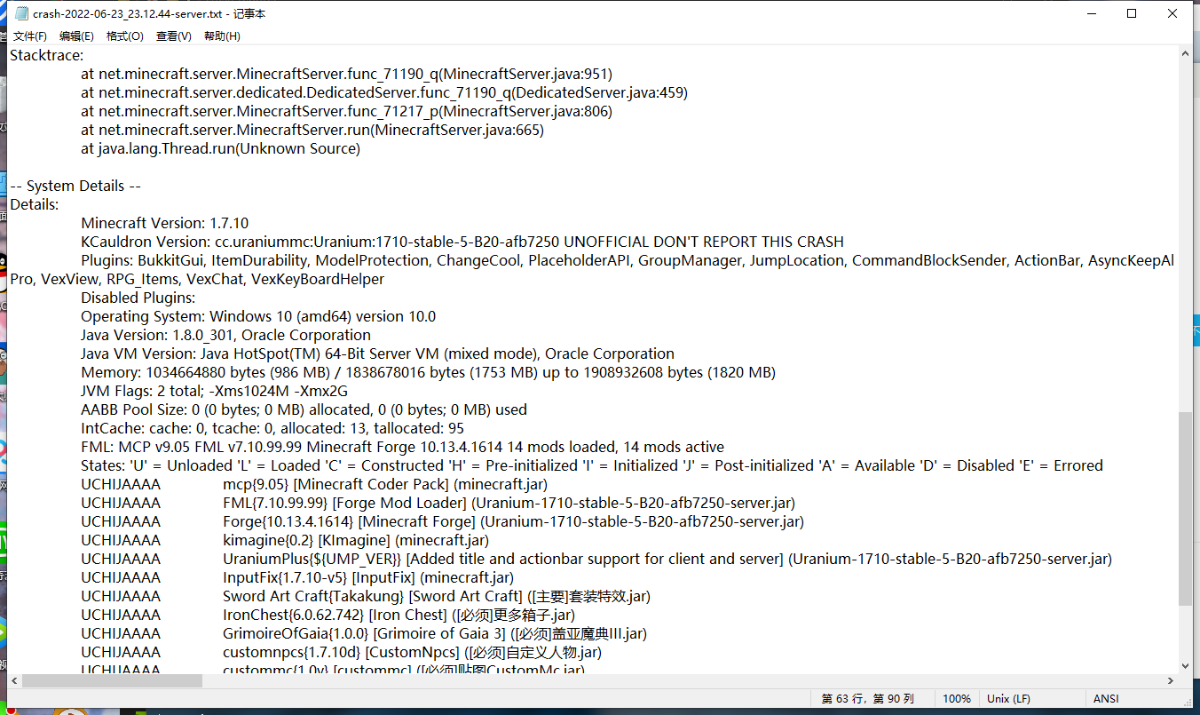 crash-2022-06-23_23.12.44-server.txt - 记事本
文件(F) 编辑(E) 格式(O) 查看(V) 帮助(H)
Stacktrace:
at net.minecraft.server.MinecraftServer.func_71190_q(MinecraftServer.java:951)
at net.minecraft.server.dedicated.DedicatedServer.func_71190_q(DedicatedServer.java:459)
at net.minecraft.server.MinecraftServer.func_71217_p(MinecraftServer.java:806)
at net.minecraft.server.MinecraftServer.run(MinecraftServer.java:665)
at java.lang.Thread.run(Unknown Source)
-- System Details --
Details:
Minecraft Version: 1.7.10
KCauldron Version: cc.uraniummc:Uranium:1710-stable-5-B20-afb7250 UNOFFICIAL DON'T REPORT THIS CRASH
Plugins: BukkitGui, ItemDurability, ModelProtection, ChangeCool, PlaceholderAPI, GroupManager, JumpLocation, CommandBlockSender, ActionBar, AsyncKeepAl
Pro, VexView, RPG_Items, VexChat, VexKeyBoardHelper
Disabled Plugins:
Operating System: Windows 10 (amd64) version 10.0
Java Version: 1.8.0_301, Oracle Corporation
Java VM Version: Java HotSpot(TM) 64-Bit Server VM (mixed mode), Oracle Corporation
Memory: 1034664880 bytes (986 MB) / 1838678016 bytes (1753 MB) up to 1908932608 bytes (1820 MB)
JVM Flags: 2 total; -Xms1024M -Xmx2G
AABB Pool Size: 0 (0 bytes; 0 MB) allocated, 0 (0 bytes; 0 MB) used
IntCache: cache: 0, tcache: 0, allocated: 13, tallocated: 95
FML: MCP v9.05 FML v7.10.99.99 Minecraft Forge 10.13.4.1614 14 mods loaded, 14 mods active
States: 'U' = Unloaded 'L' = Loaded 'C' = Constructed 'H' = Pre-initialized 'I' = Initialized 'J' = Post-initialized 'A' = Available 'D' = Disabled 'E' = Errored
UCHIJAAAA mcp{9.05} [Minecraft Coder Pack] (minecraft.jar)
UCHIJAAAA FML{7.10.99.99} [Forge Mod Loader] (Uranium-1710-stable-5-B20-afb7250-server.jar)
UCHIJAAAA Forge{10.13.4.1614} [Minecraft Forge] (Uranium-1710-stable-5-B20-afb7250-server.jar)
UCHIJAAAA kimagine{0.2} [KImagine] (minecraft.jar)
UCHIJAAAA UraniumPlus{${UMP_VER}} [Added title and actionbar support for client and server] (Uranium-1710-stable-5-B20-afb7250-server.jar)
UCHIJAAAA InputFix{1.7.10-v5} [InputFix] (minecraft.jar)
UCHIJAAAA Sword Art Craft{Takakung} [Sword Art Craft] ([主要]套装特效.jar)
UCHIJAAAA IronChest{6.0.62.742} [Iron Chest] ([必须]更多箱子.jar)
UCHIJAAAA GrimoireOfGaia{1.0.0} [Grimoire of Gaia 3] ([必须]盖亚魔典III.jar)
UCHIJAAAA customnpcs{1.7.10d} [CustomNpcs] ([必须]自定义人物.jar)
UCHIJAAAA custommc{1.0v} [custommc] ([必须]贴图CustomMc.jar)
第 63 行，第 90 列 100% Unix (LF) ANSI